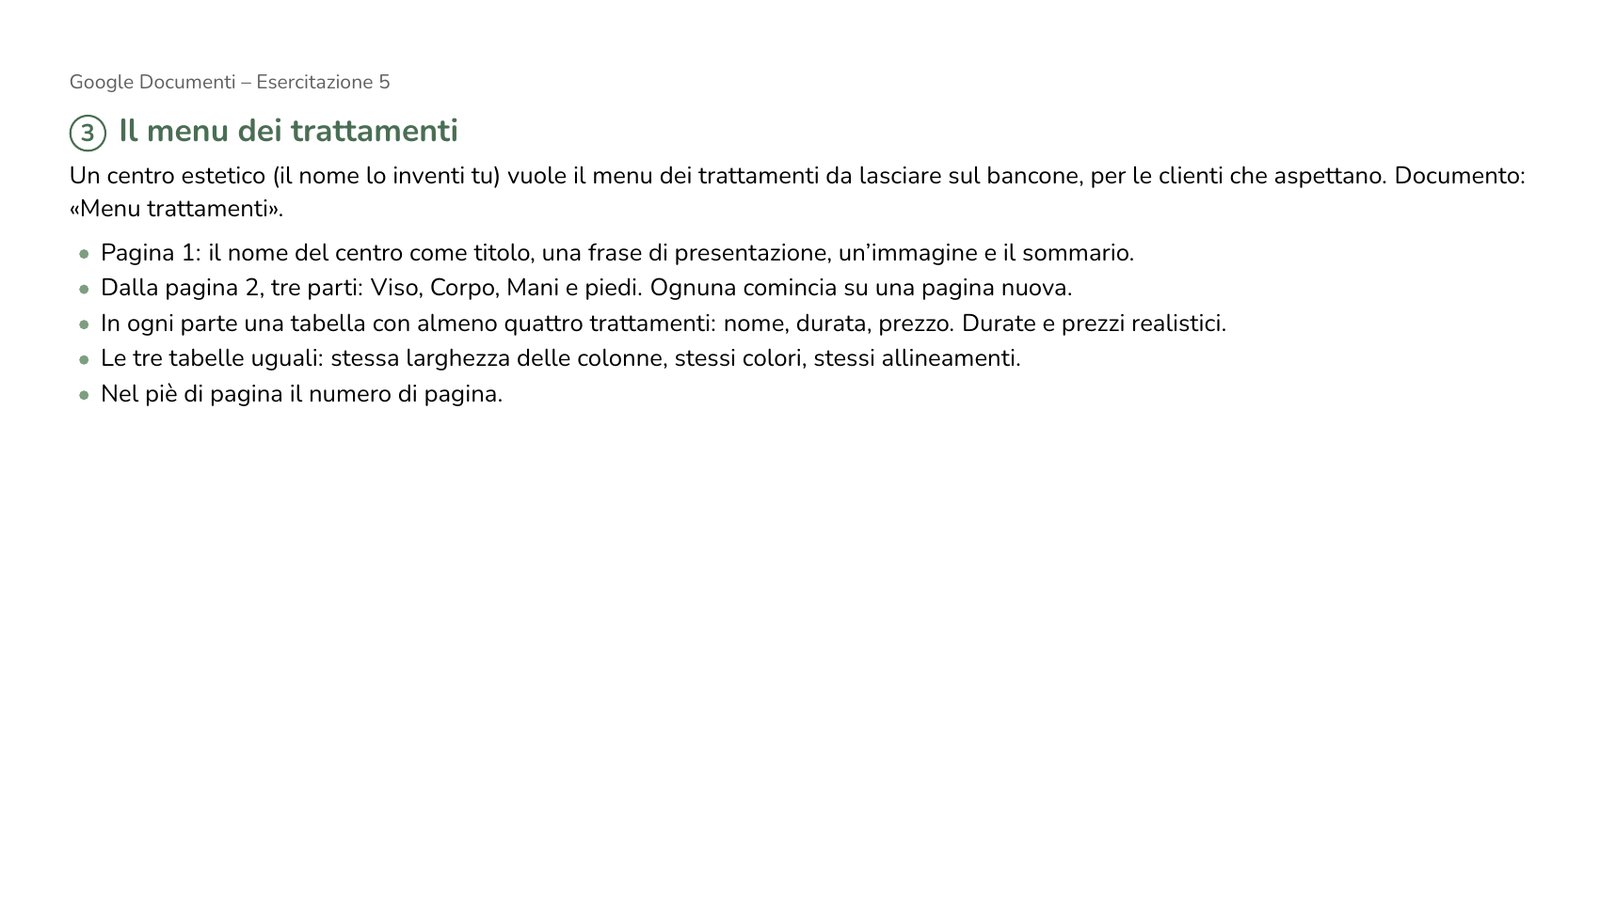 Google Documenti – Esercitazione 5
3 Il menu dei trattamenti
Un centro estetico (il nome lo inventi tu) vuole il menu dei trattamenti da lasciare sul bancone, per le clienti che aspettano. Documento:
«Menu trattamenti».
• Pagina 1: il nome del centro come titolo, una frase di presentazione, un’immagine e il sommario.
• Dalla pagina 2, tre parti: Viso, Corpo, Mani e piedi. Ognuna comincia su una pagina nuova.
• In ogni parte una tabella con almeno quattro trattamenti: nome, durata, prezzo. Durate e prezzi realistici.
• Le tre tabelle uguali: stessa larghezza delle colonne, stessi colori, stessi allineamenti.
• Nel piè di pagina il numero di pagina.